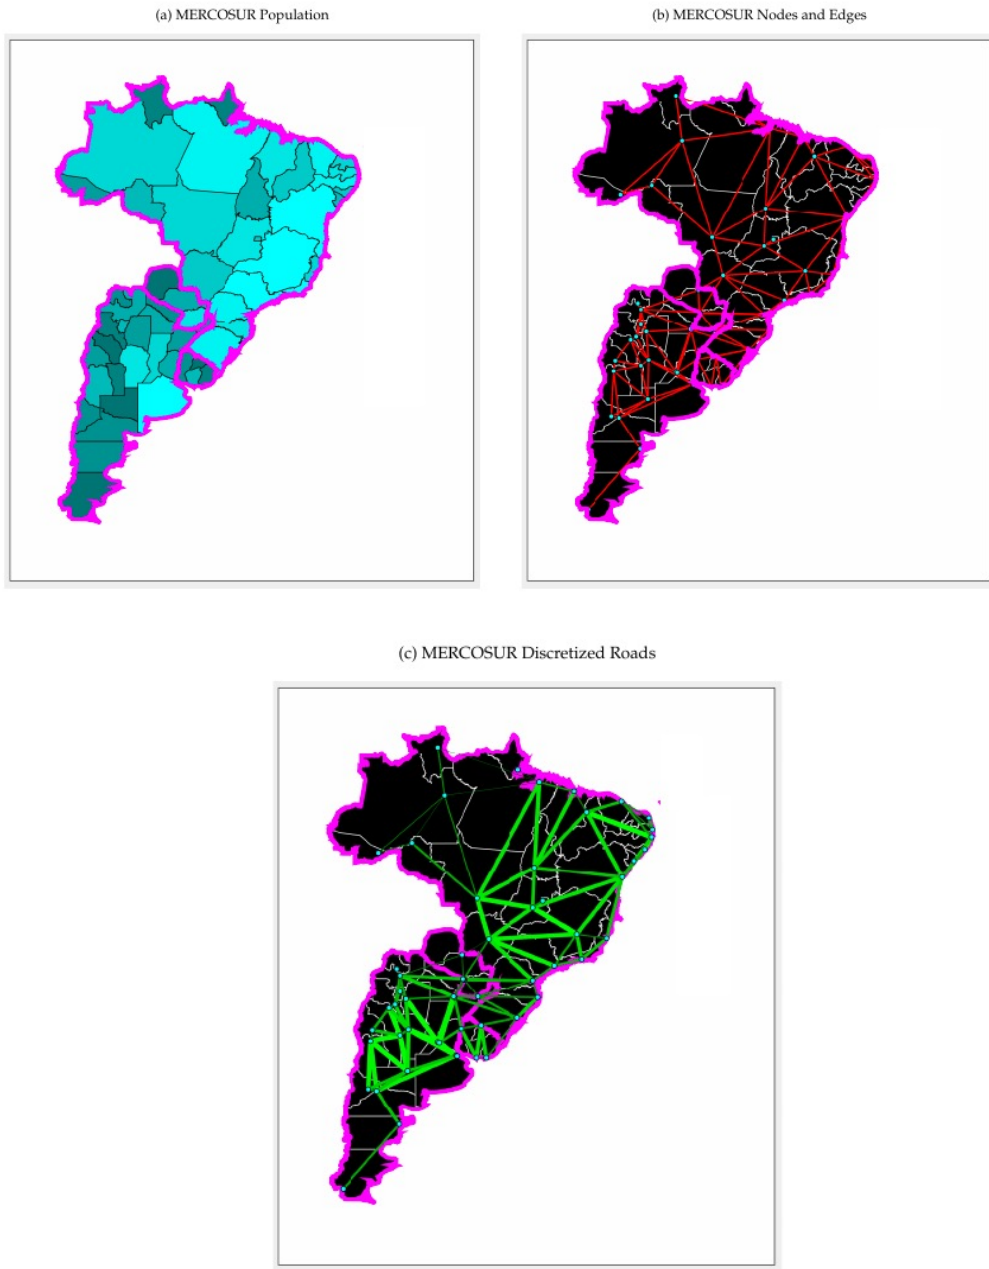 (a) MERCOSUR Population
(b) MERCOSUR Nodes and Edges
(c) MERCOSUR Discretized Roads